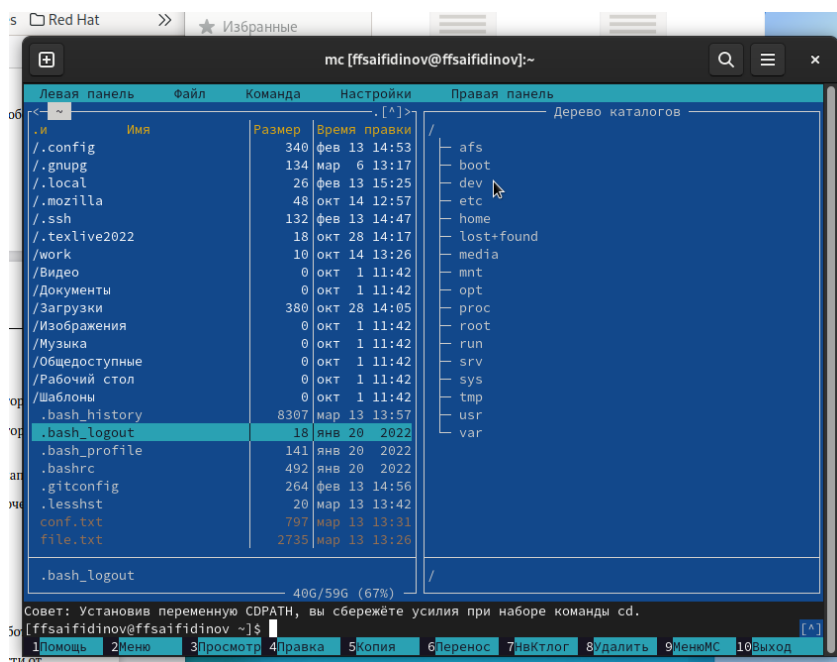 s Red Hat >> Избранные
mc [ffsaifidinov@ffsaifidinov]:~
Левая панель Файл Команда Настройки Правая панель
<─ ~ .[^]> Дерево каталогов
.и Имя Размер Время правки /
/.config 340 фев 13 14:53 afs
/.gnupg 134 мар 6 13:17 boot
/.local 26 фев 13 15:25 dev
/.mozilla 48 окт 14 12:57 etc
/.ssh 132 фев 13 14:47 home
/.texlive2022 18 окт 28 14:17 lost+found
/work 10 окт 14 13:26 media
/Видео 0 окт 1 11:42 mnt
/Документы 0 окт 1 11:42 opt
/Загрузки 380 окт 28 14:05 proc
/Изображения 0 окт 1 11:42 root
/Музыка 0 окт 1 11:42 run
/Общедоступные 0 окт 1 11:42 srv
/Рабочий стол 0 окт 1 11:42 sys
/Шаблоны 0 окт 1 11:42 tmp
.bash_history 8307 мар 13 13:57 usr
.bash_logout 18 янв 20 2022 var
.bash_profile 141 янв 20 2022
.bashrc 492 янв 20 2022
.gitconfig 264 фев 13 14:56
.lesshst 20 мар 13 13:42
conf.txt 797 мар 13 13:31
file.txt 2735 мар 13 13:26
.bash_logout /
40G/59G (67%)
Совет: Установив переменную CDPATH, вы сбережёте усилия при наборе команды cd.
[ffsaifidinov@ffsaifidinov ~]$ [^]
1Помощь 2Меню 3Просмотр 4Правка 5Копия 6Перенос 7НвКтлог 8Удалить 9МенюМС 10Выход